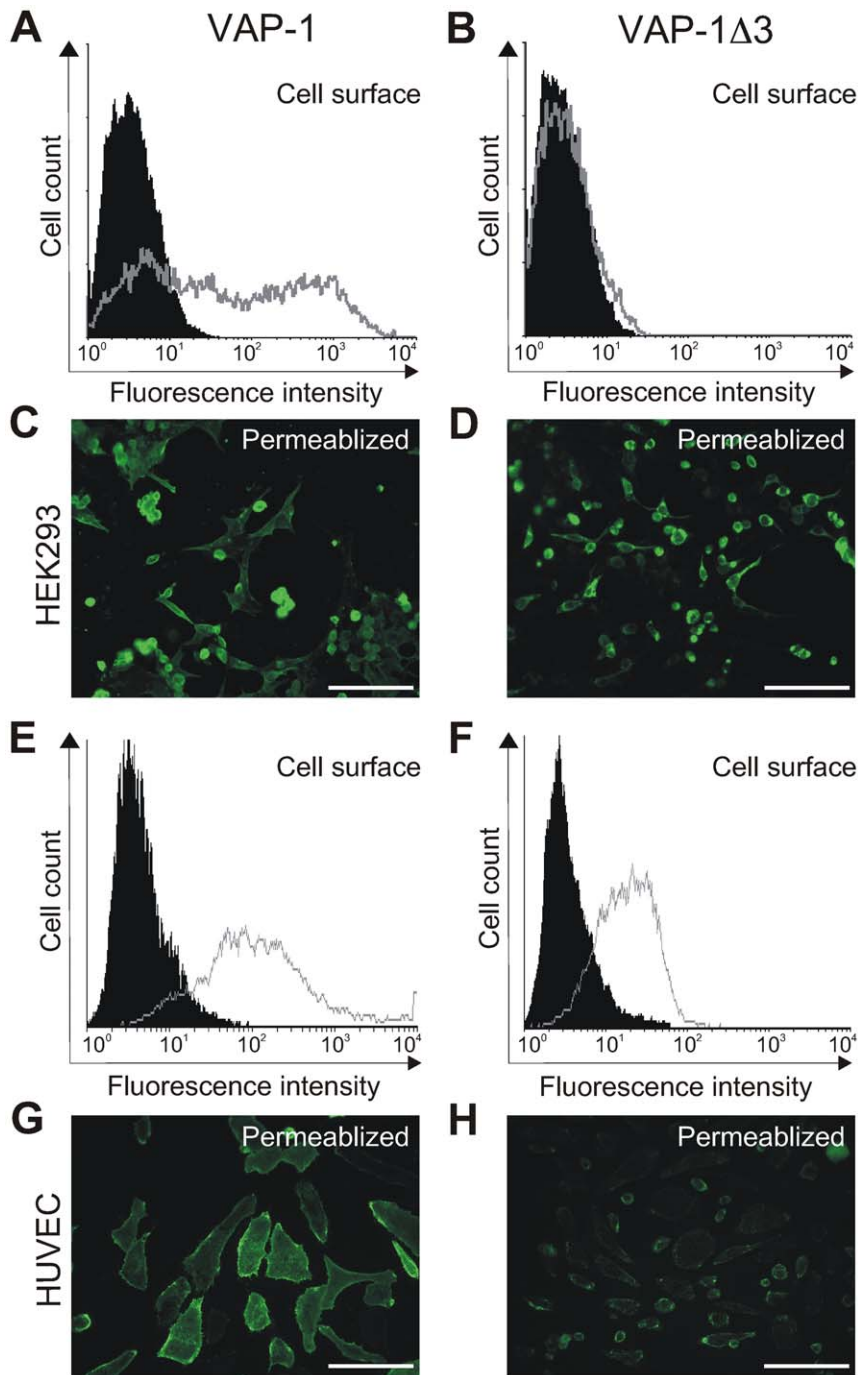 A VAP-1
B VAP-1Δ3
Cell surface
Cell count
10⁰ 10¹ 10² 10³ 10⁴
Fluorescence intensity
Cell surface
Cell count
10⁰ 10¹ 10² 10³ 10⁴
Fluorescence intensity
HEK293
C Permeablized
D Permeablized
E Cell surface
Cell count
10⁰ 10¹ 10² 10³ 10⁴
Fluorescence intensity
F Cell surface
Cell count
10⁰ 10¹ 10² 10³ 10⁴
Fluorescence intensity
HUVEC
G Permeablized
H Permeablized